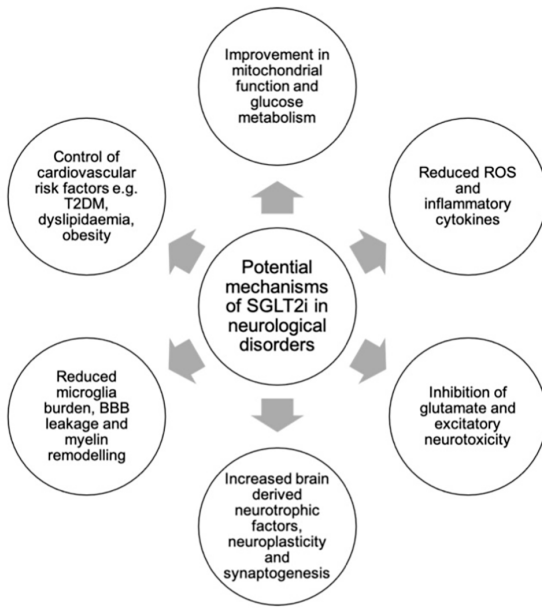 Improvement in
mitochondrial
function and
glucose
metabolism
Control of
cardiovascular
risk factors e.g.
T2DM,
dyslipidaemia,
obesity
Reduced ROS
and
inflammatory
cytokines
Potential
mechanisms
of SGLT2i in
neurological
disorders
Reduced
microglia
burden, BBB
leakage and
myelin
remodelling
Inhibition of
glutamate and
excitatory
neurotoxicity
Increased brain
derived
neurotrophic
factors,
neuroplasticity
and
synaptogenesis